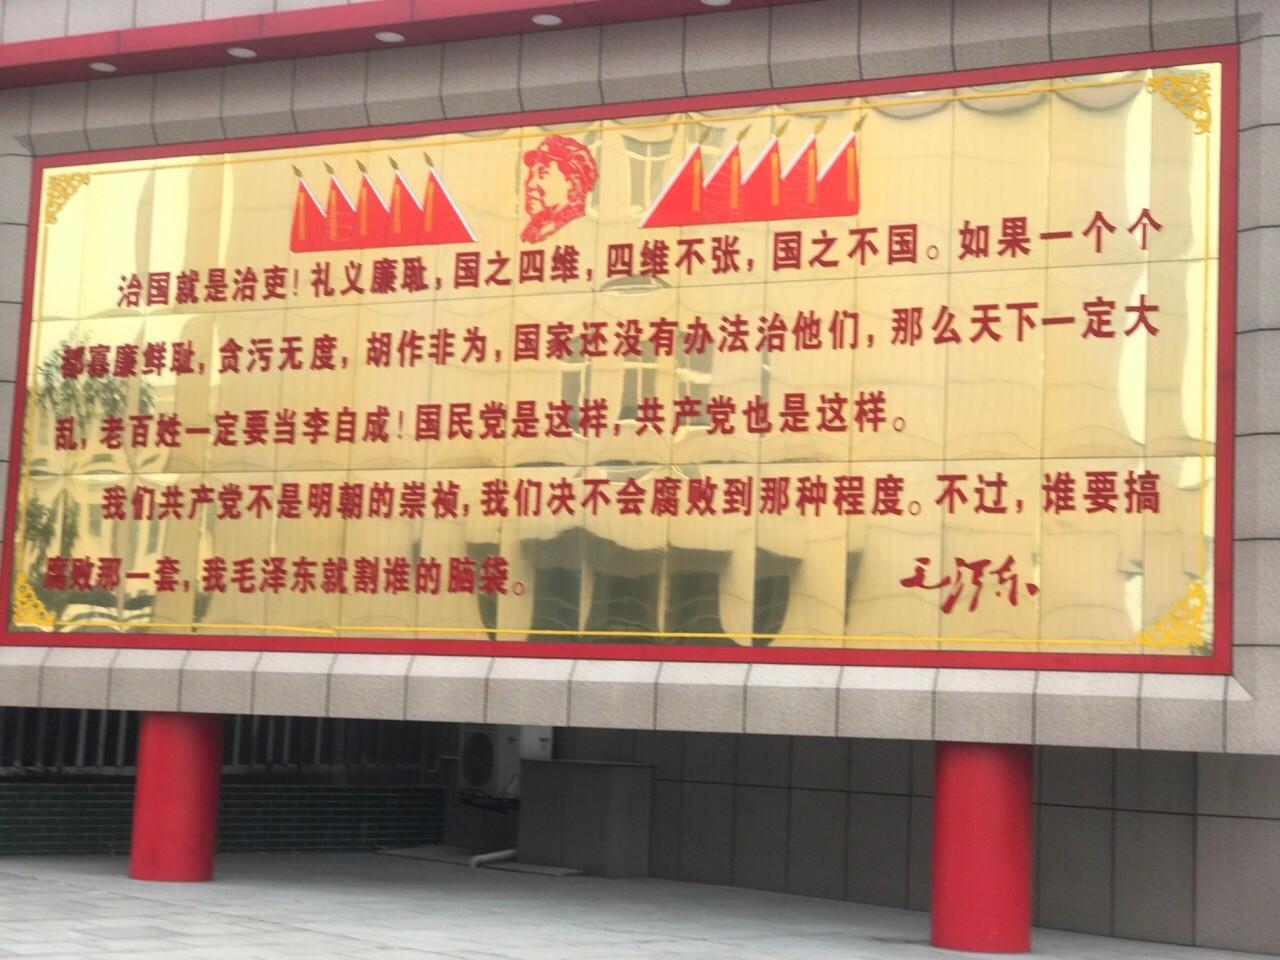 治国就是治吏！礼义廉耻，国之四维，四维不张，国之不国。如果一个个
都寡廉鲜耻，贪污无度，胡作非为，国家还没有办法治他们，那么天下一定大
乱，老百姓一定要当李自成！国民党是这样，共产党也是这样。
我们共产党不是明朝的崇祯，我们决不会腐败到那种程度。不过，谁要搞
腐败那一套，我毛泽东就割谁的脑袋。
毛泽东